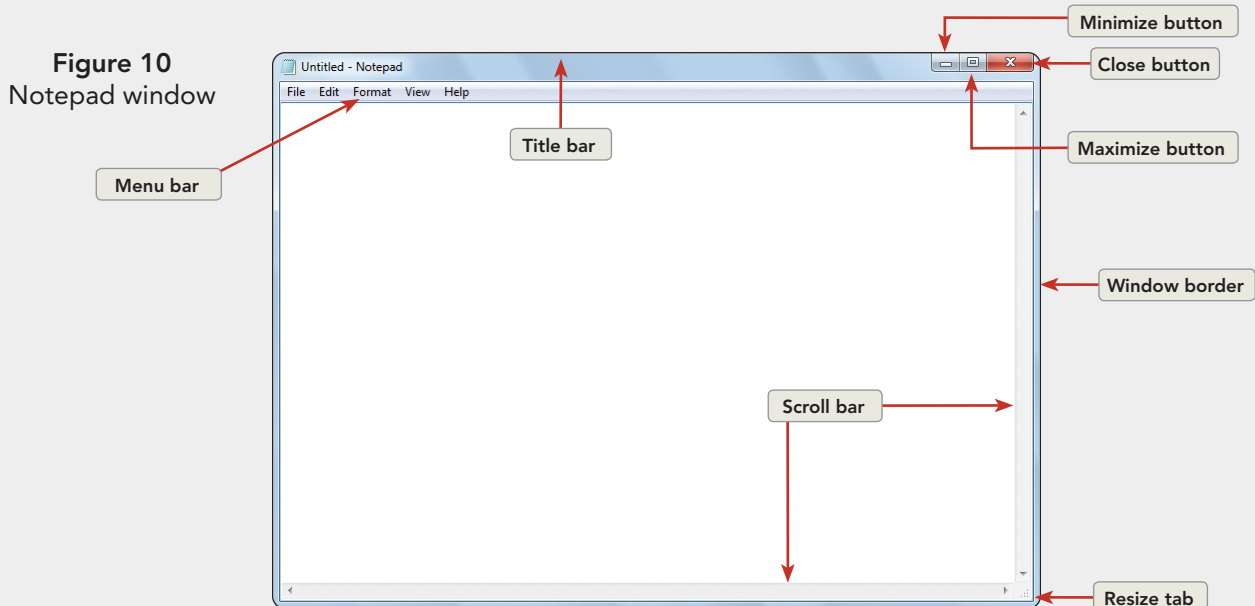 Minimize button
Figure 10
Notepad window
Untitled - Notepad
Close button
File Edit Format View Help
Title bar
Maximize button
Menu bar
Window border
Scroll bar
Resize tab